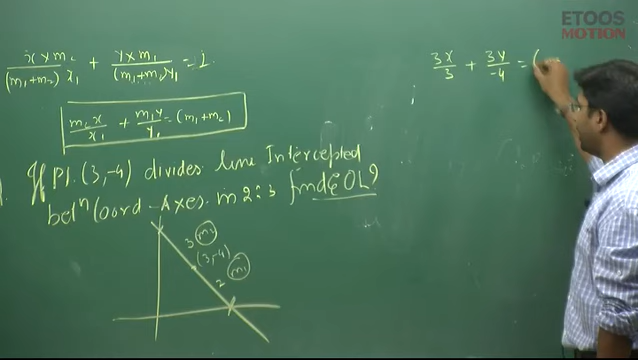 ETOOS
MOTION
x×m₂/(m₁+m₂)x₁ + y×m₁/(m₁+m₂)y₁ = 1.
m₂x/x₁ + m₁y/y₁ = (m₁+m₂)
If Pt. (3,-4) divides line Intercepted
betⁿ Coord. Axes in 2:3 find EOL?
3 m₂
(3,-4)
2 m₁
3x/3 + 3y/-4 = (